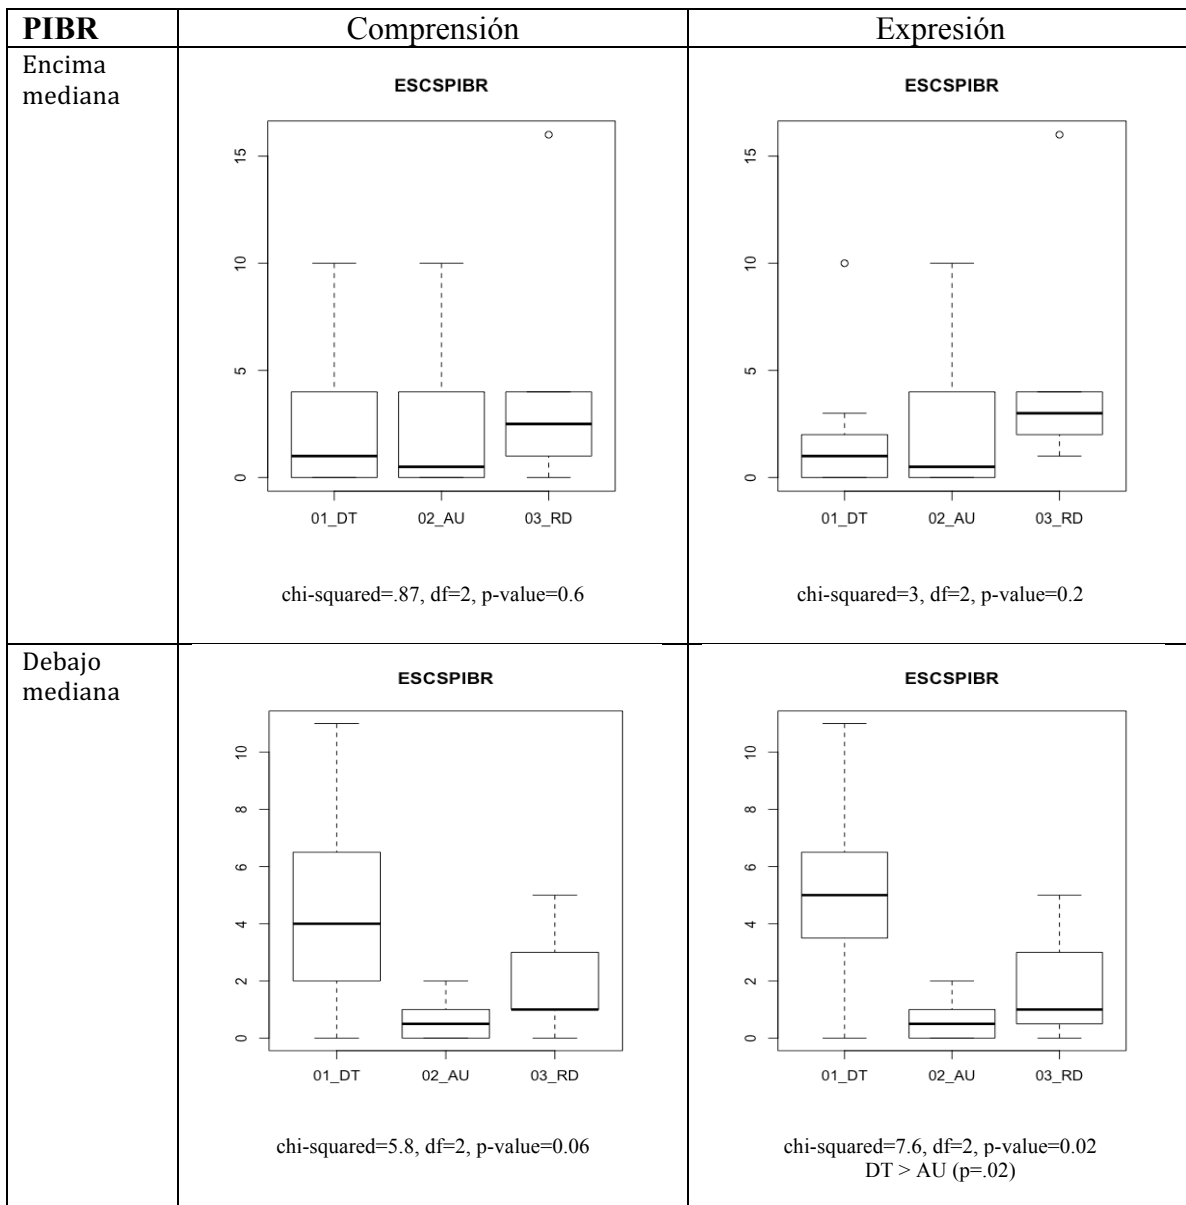 PIBR Comprensión Expresión
Encima
mediana
ESCSPIBR
15
10
5
0
01_DT 02_AU 03_RD
chi-squared=.87, df=2, p-value=0.6
ESCSPIBR
15
10
5
0
01_DT 02_AU 03_RD
chi-squared=3, df=2, p-value=0.2
Debajo
mediana
ESCSPIBR
10
8
6
4
2
0
01_DT 02_AU 03_RD
chi-squared=5.8, df=2, p-value=0.06
ESCSPIBR
10
8
6
4
2
0
01_DT 02_AU 03_RD
chi-squared=7.6, df=2, p-value=0.02
DT > AU (p=.02)